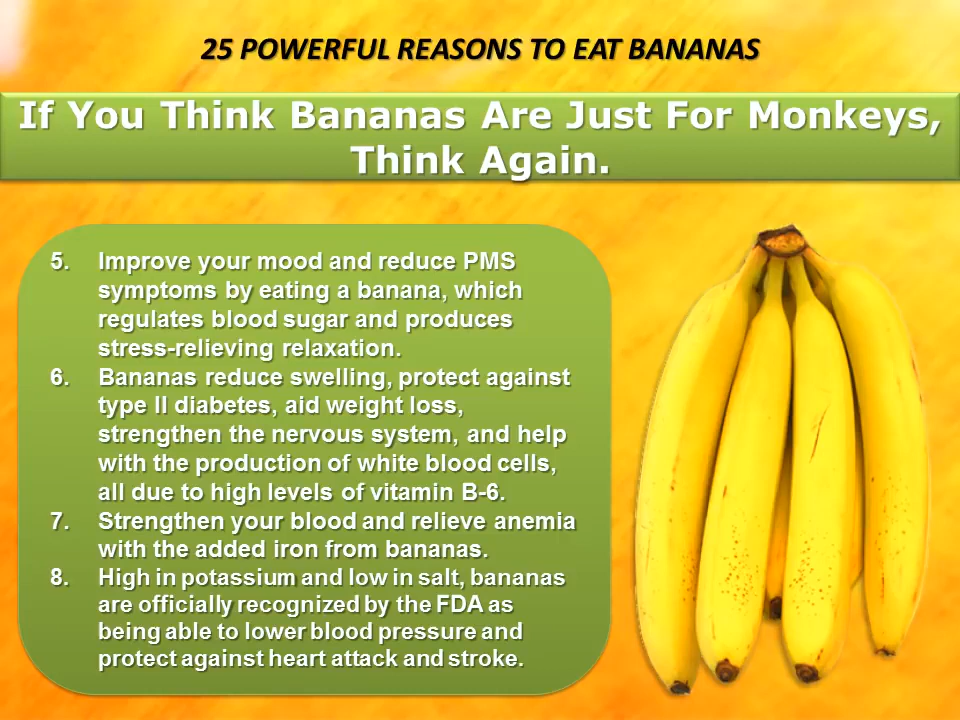 25 POWERFUL REASONS TO EAT BANANAS
If You Think Bananas Are Just For Monkeys,
Think Again.
5. Improve your mood and reduce PMS
symptoms by eating a banana, which
regulates blood sugar and produces
stress-relieving relaxation.
6. Bananas reduce swelling, protect against
type II diabetes, aid weight loss,
strengthen the nervous system, and help
with the production of white blood cells,
all due to high levels of vitamin B-6.
7. Strengthen your blood and relieve anemia
with the added iron from bananas.
8. High in potassium and low in salt, bananas
are officially recognized by the FDA as
being able to lower blood pressure and
protect against heart attack and stroke.